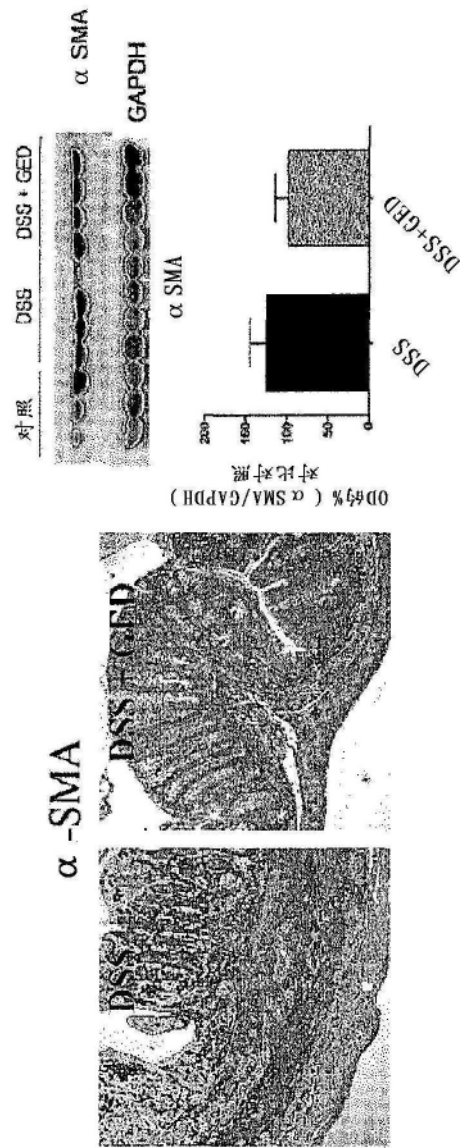 α -SMA
DSS
DSS + GED
对照
DSS
DSS + GED
α SMA
GAPDH
α SMA
OD的% ( α SMA/GAPDH)
对比对照
200
150
100
50
0
DSS
DSS+GED